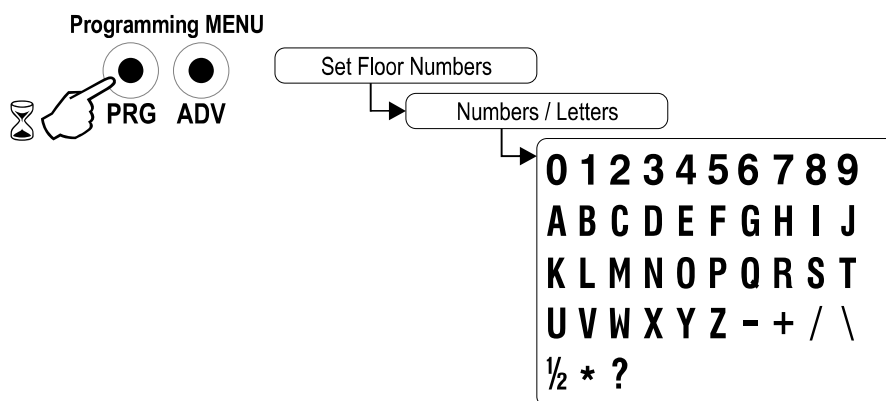 Programming MENU
PRG ADV
Set Floor Numbers
Numbers / Letters
0 1 2 3 4 5 6 7 8 9
A B C D E F G H I J
K L M N O P Q R S T
U V W X Y Z - + / \
½ * ?